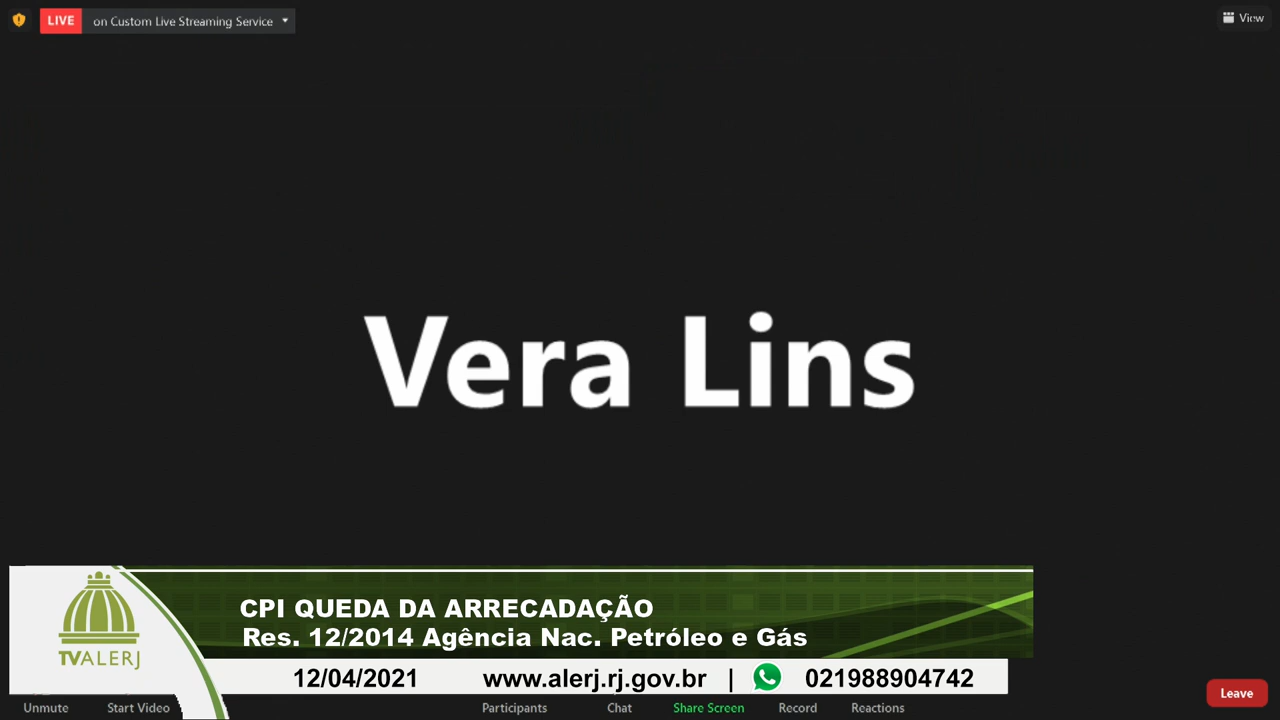 LIVE on Custom Live Streaming Service
View
Vera Lins
CPI QUEDA DA ARRECADAÇÃO
Res. 12/2014 Agência Nac. Petróleo e Gás
TVALERJ
12/04/2021 www.alerj.rj.gov.br | 021988904742
Unmute Start Video Participants Chat Share Screen Record Reactions Leave